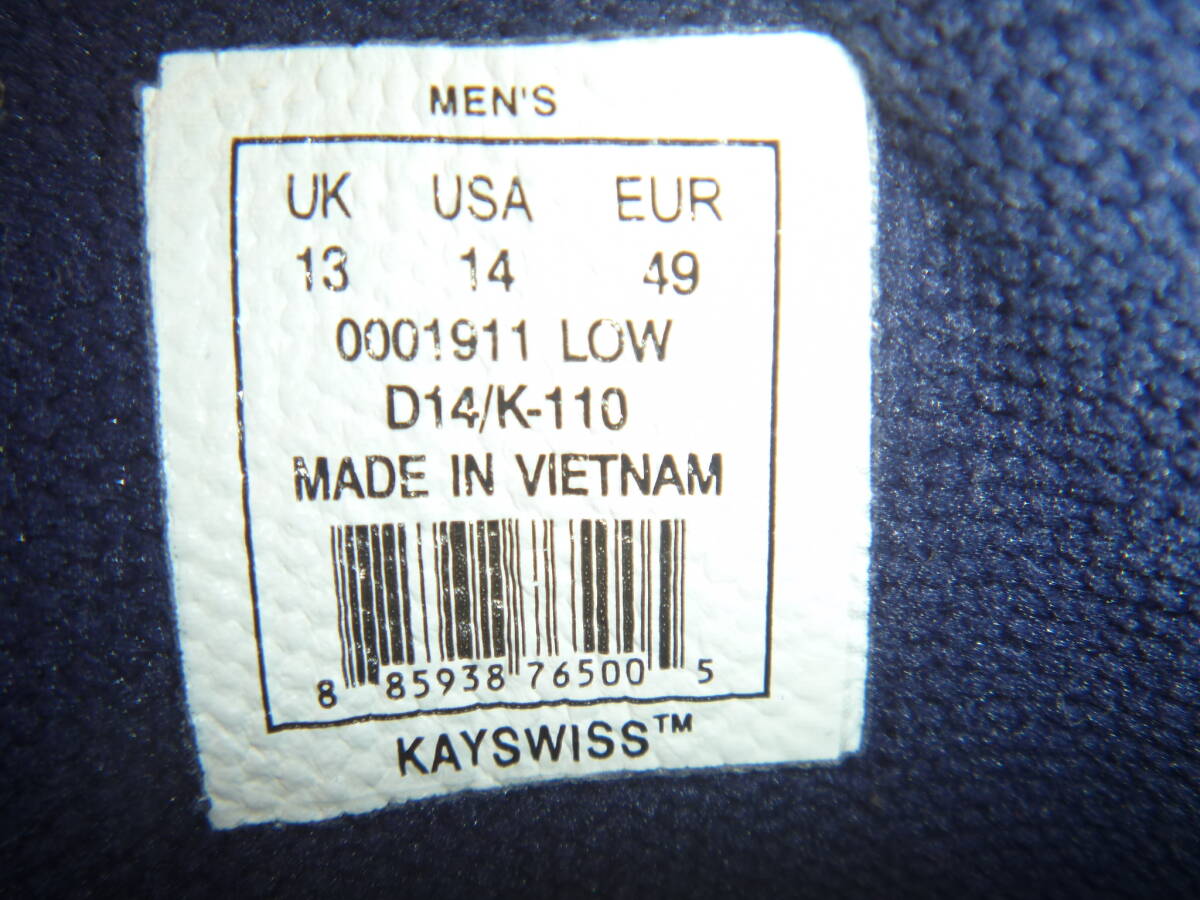 MEN'S
UK USA EUR
13 14 49
0001911 LOW
D14/K-110
MADE IN VIETNAM
8 85938 76500 5
KAYSWISS™